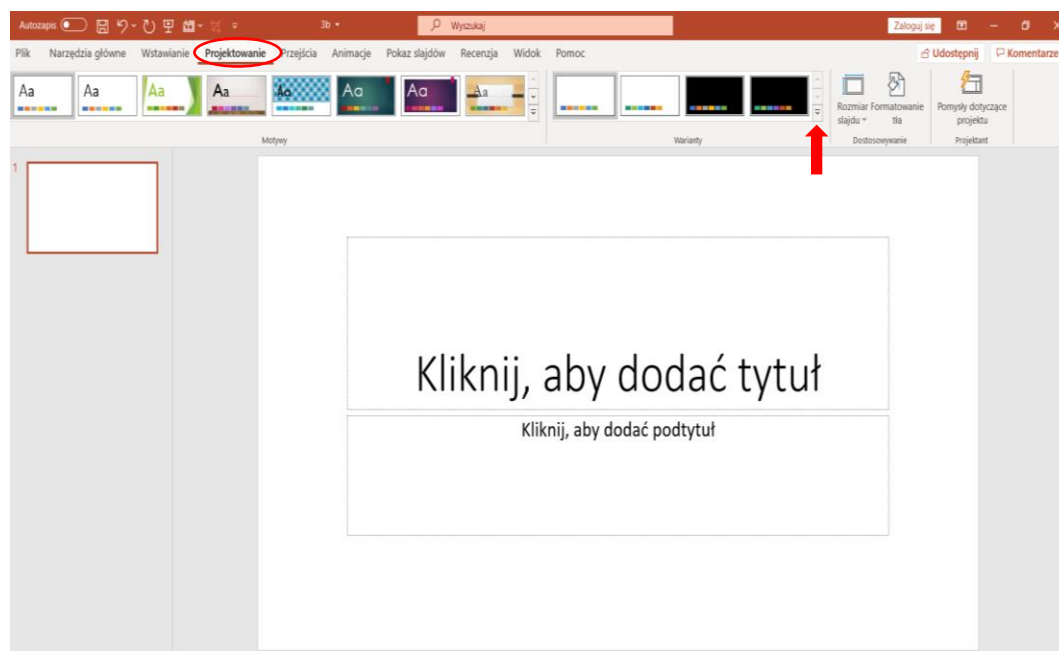 Autozapis 3b Wyszukaj Zaloguj się
Plik Narzędzia główne Wstawianie Projektowanie Przejścia Animacje Pokaz slajdów Recenzja Widok Pomoc Udostępnij Komentarze
Aa Aa Aa Aa Aa Aa Aa Aa
Rozmiar slajdu
Formatowanie tła
Pomysły dotyczące projektu
Motywy Warianty Dostosowywanie Projektant
1
Kliknij, aby dodać tytuł
Kliknij, aby dodać podtytuł